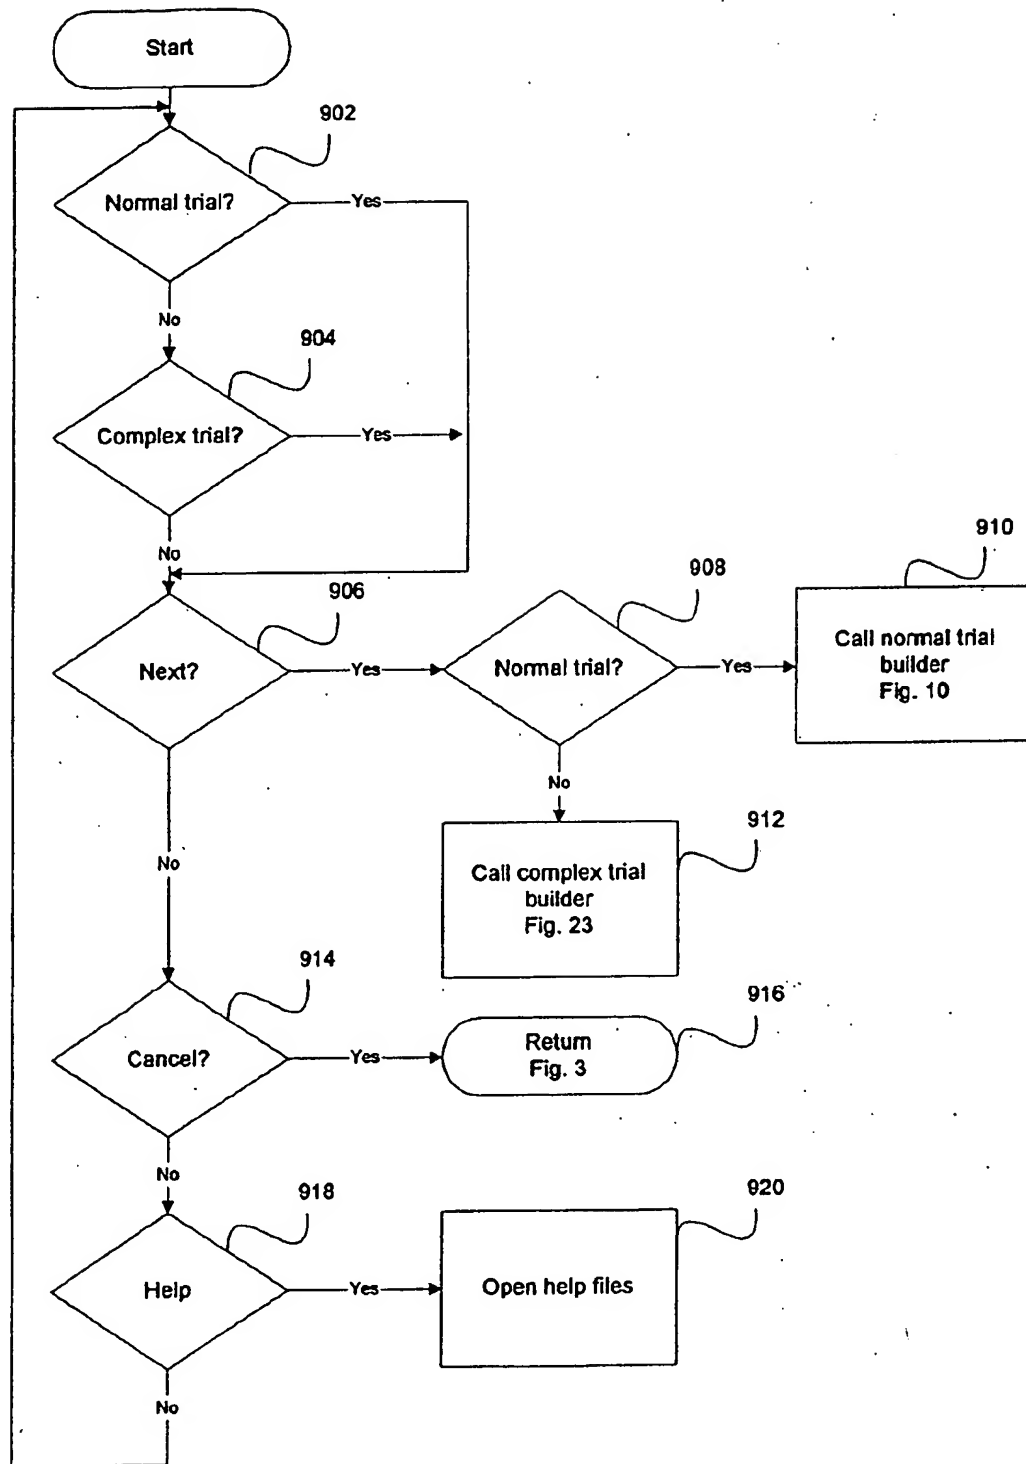 Start
902
Normal trial?
Yes
No
904
Complex trial?
Yes
No
906
Next?
Yes
908
Normal trial?
Yes
910
Call normal trial
builder
Fig. 10
No
912
Call complex trial
builder
Fig. 23
No
914
Cancel?
Yes
916
Return
Fig. 3
No
918
Help
Yes
920
Open help files
No